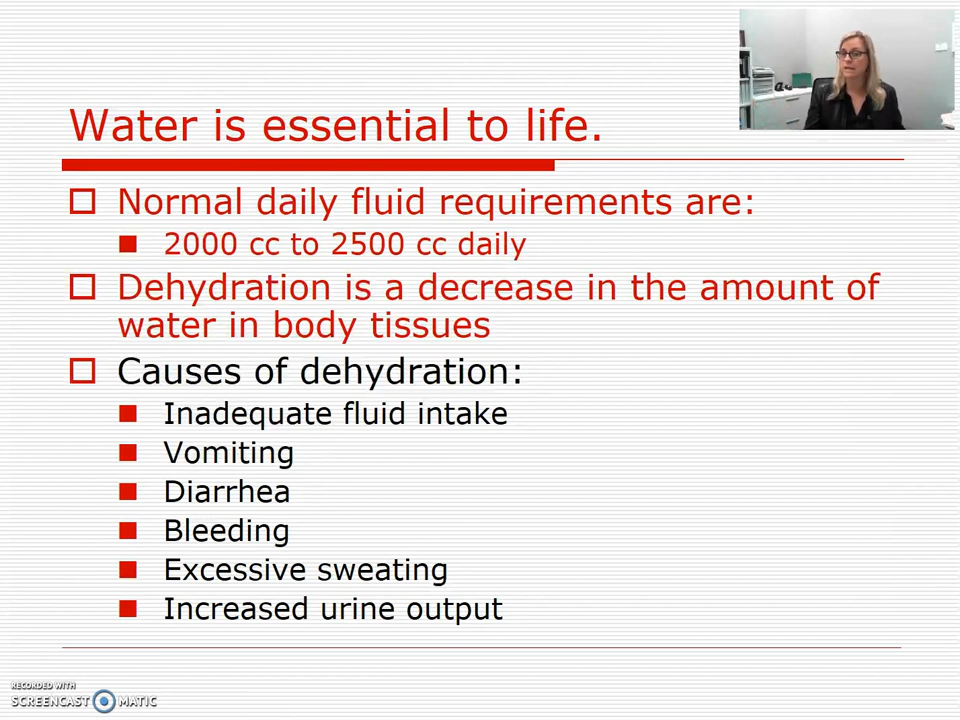 Water is essential to life.
Normal daily fluid requirements are:
2000 cc to 2500 cc daily
Dehydration is a decrease in the amount of
water in body tissues
Causes of dehydration:
Inadequate fluid intake
Vomiting
Diarrhea
Bleeding
Excessive sweating
Increased urine output
RECORDED WITH
SCREENCAST MATIC